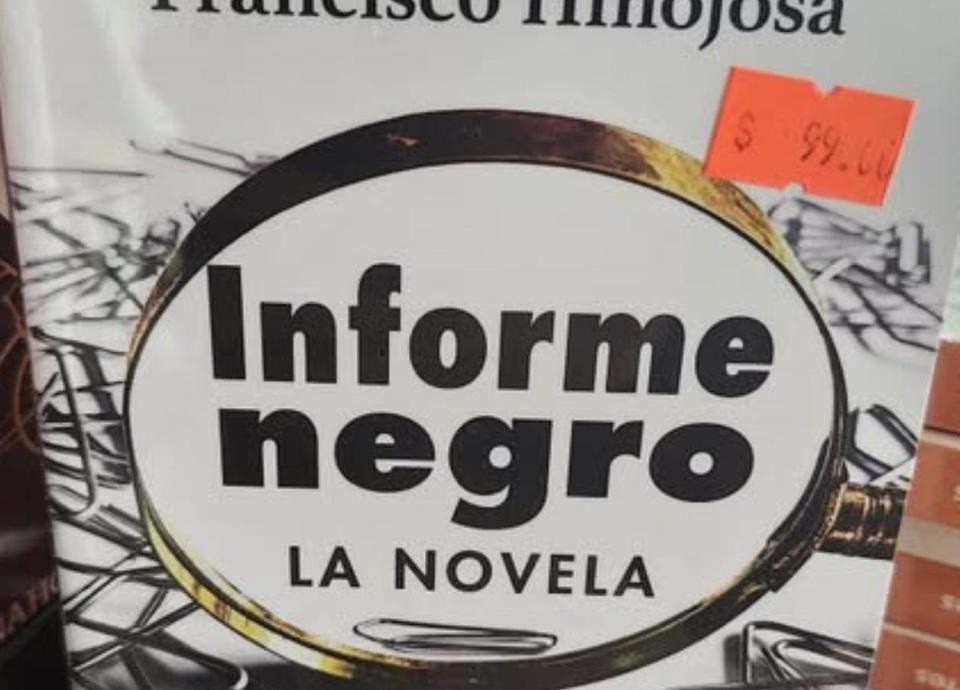 Francisco Hinojosa
$ 99.00
Informe
negro
LA NOVELA